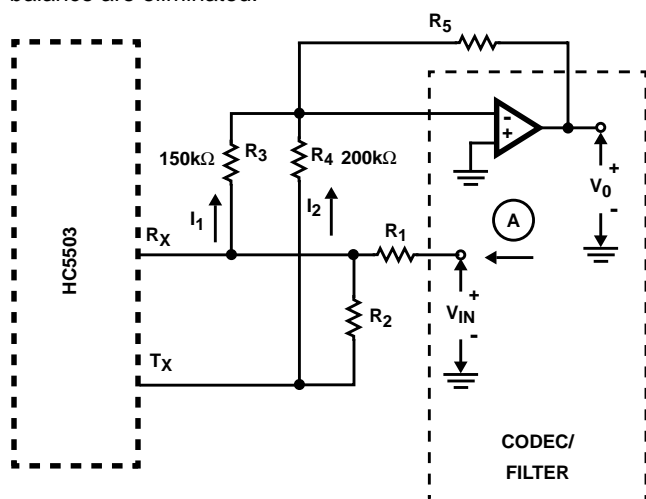 balance are eliminated.
R5
150kΩ R3
R4 200kΩ
-
+
V0
+
-
I1
I2
A
HC5503
RX
R1
VIN
+
-
R2
TX
CODEC/
FILTER